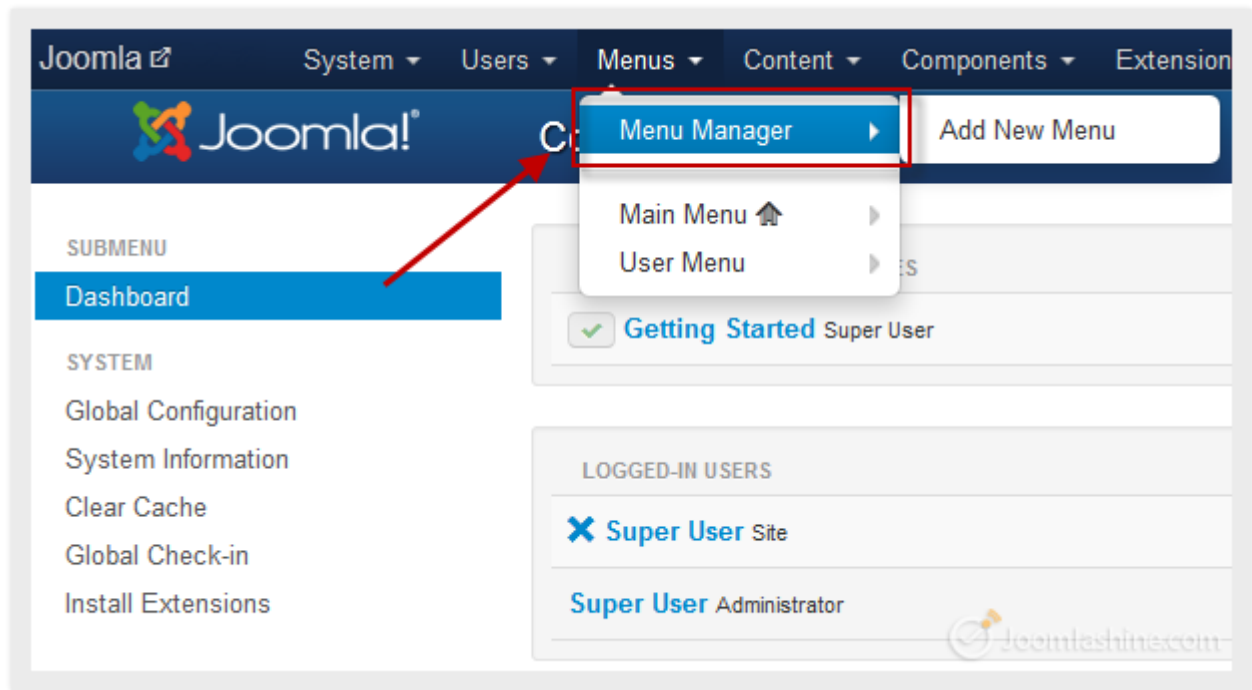 Joomla System Users Menus Content Components Extension
Joomla!® Co
Menu Manager Add New Menu
Main Menu
User Menu
SUBMENU
Dashboard
ES
Getting Started Super User
SYSTEM
Global Configuration
System Information
Clear Cache
Global Check-in
Install Extensions
LOGGED-IN USERS
Super User Site
Super User Administrator
Joomlashine.com